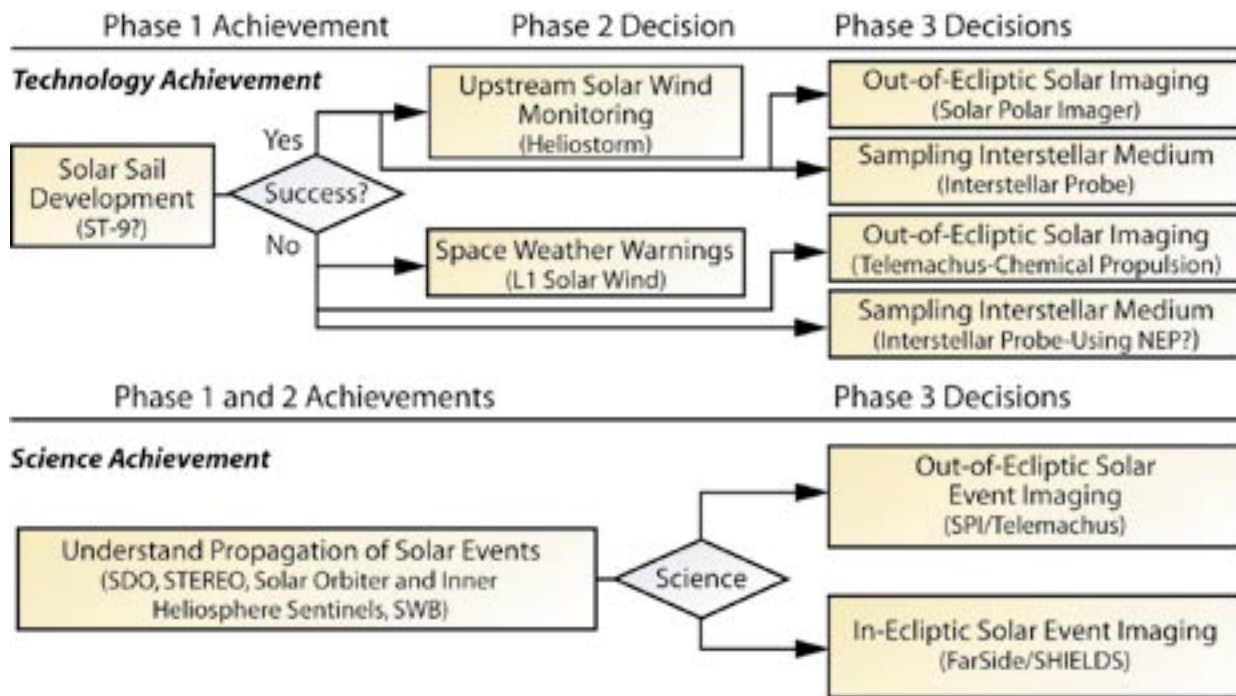 Phase 1 Achievement Phase 2 Decision Phase 3 Decisions
Technology Achievement
Solar Sail
Development
(ST-9?)
Success?
Yes
No
Upstream Solar Wind
Monitoring
(Heliostorm)
Space Weather Warnings
(L1 Solar Wind)
Out-of-Ecliptic Solar Imaging
(Solar Polar Imager)
Sampling Interstellar Medium
(Interstellar Probe)
Out-of-Ecliptic Solar Imaging
(Telemachus-Chemical Propulsion)
Sampling Interstellar Medium
(Interstellar Probe-Using NEP?)
Phase 1 and 2 Achievements Phase 3 Decisions
Science Achievement
Understand Propagation of Solar Events
(SDO, STEREO, Solar Orbiter and Inner
Heliosphere Sentinels, SWB)
Science
Out-of-Ecliptic Solar
Event Imaging
(SPI/Telemachus)
In-Ecliptic Solar Event Imaging
(FarSide/SHIELDS)